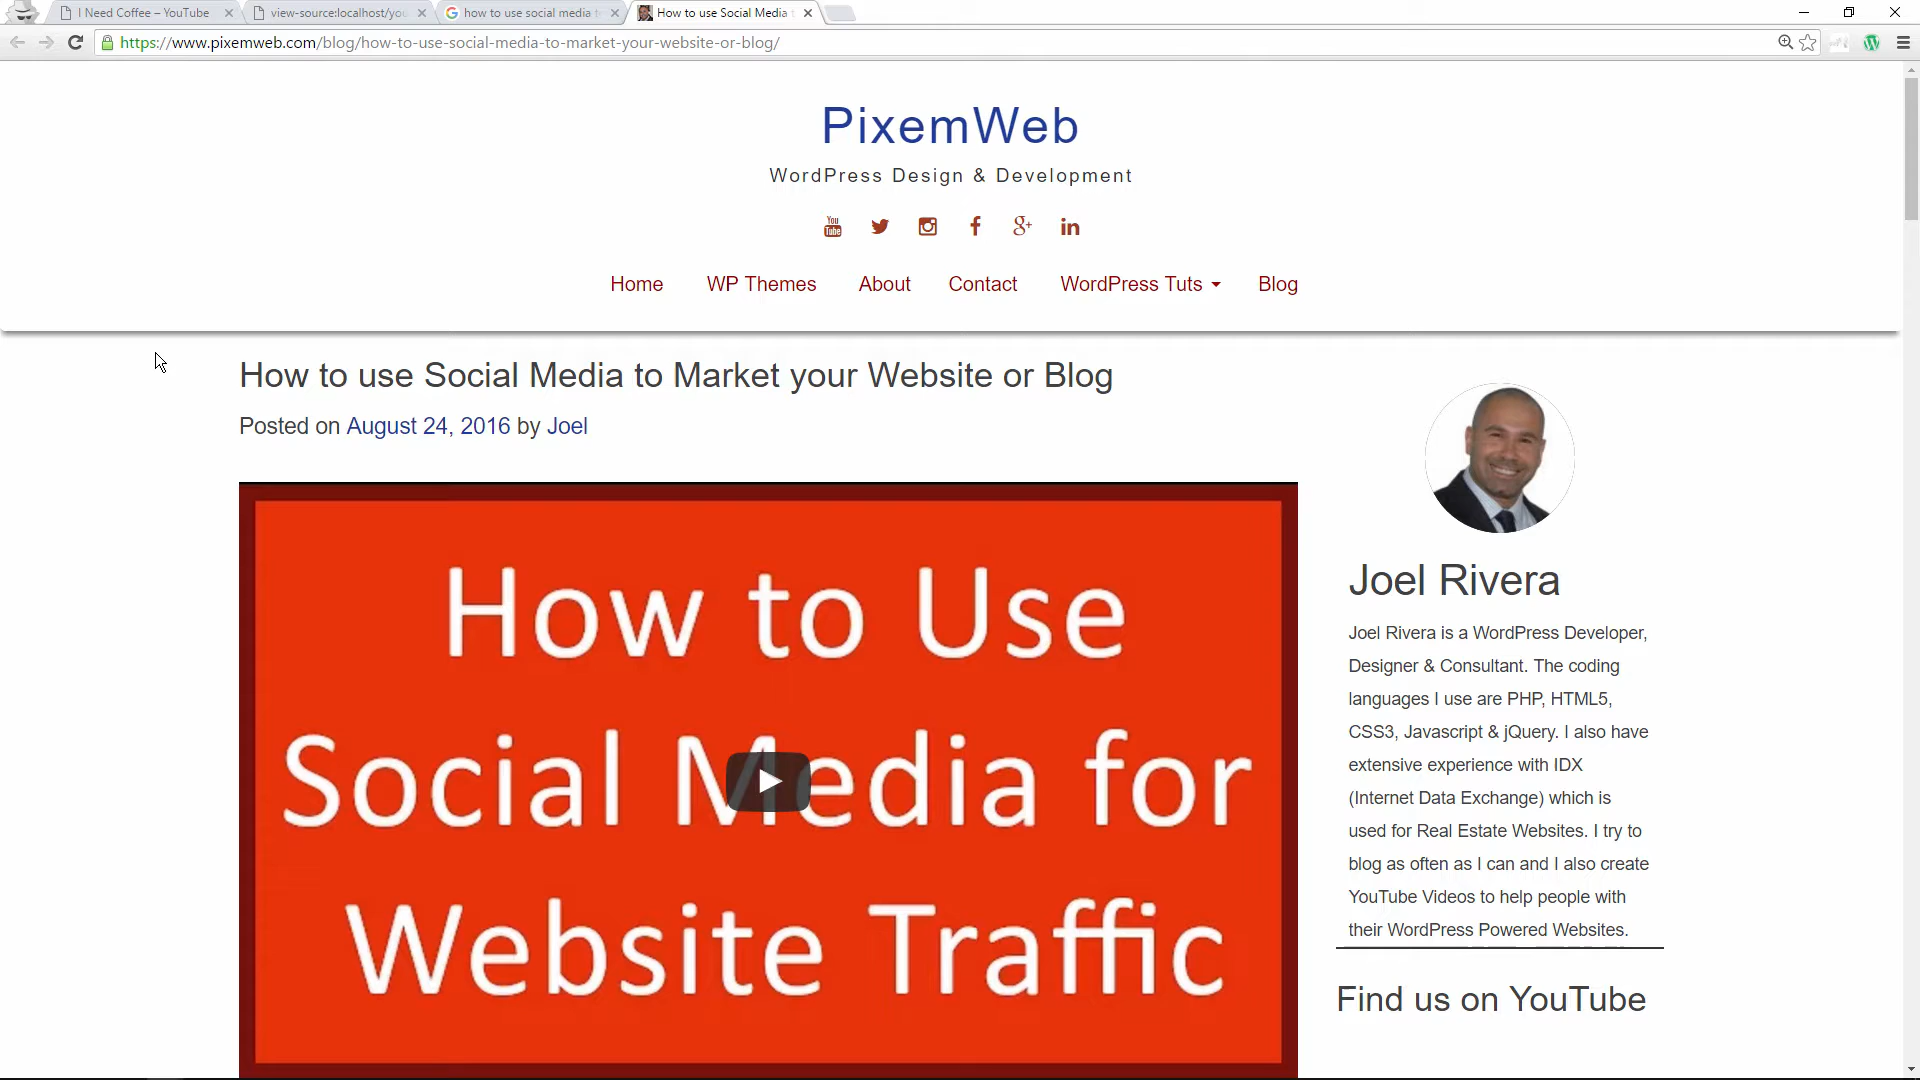 I Need Coffee – YouTube
view-source:localhost/you
how to use social media t
How to use Social Media t
https://www.pixemweb.com/blog/how-to-use-social-media-to-market-your-website-or-blog/
PixemWeb
WordPress Design & Development
You
Tube
g+
in
Home WP Themes About Contact WordPress Tuts Blog
How to use Social Media to Market your Website or Blog
Posted on August 24, 2016 by Joel
How to Use
Social Media for
Website Traffic
Joel Rivera
Joel Rivera is a WordPress Developer,
Designer & Consultant. The coding
languages I use are PHP, HTML5,
CSS3, Javascript & jQuery. I also have
extensive experience with IDX
(Internet Data Exchange) which is
used for Real Estate Websites. I try to
blog as often as I can and I also create
YouTube Videos to help people with
their WordPress Powered Websites.
Find us on YouTube